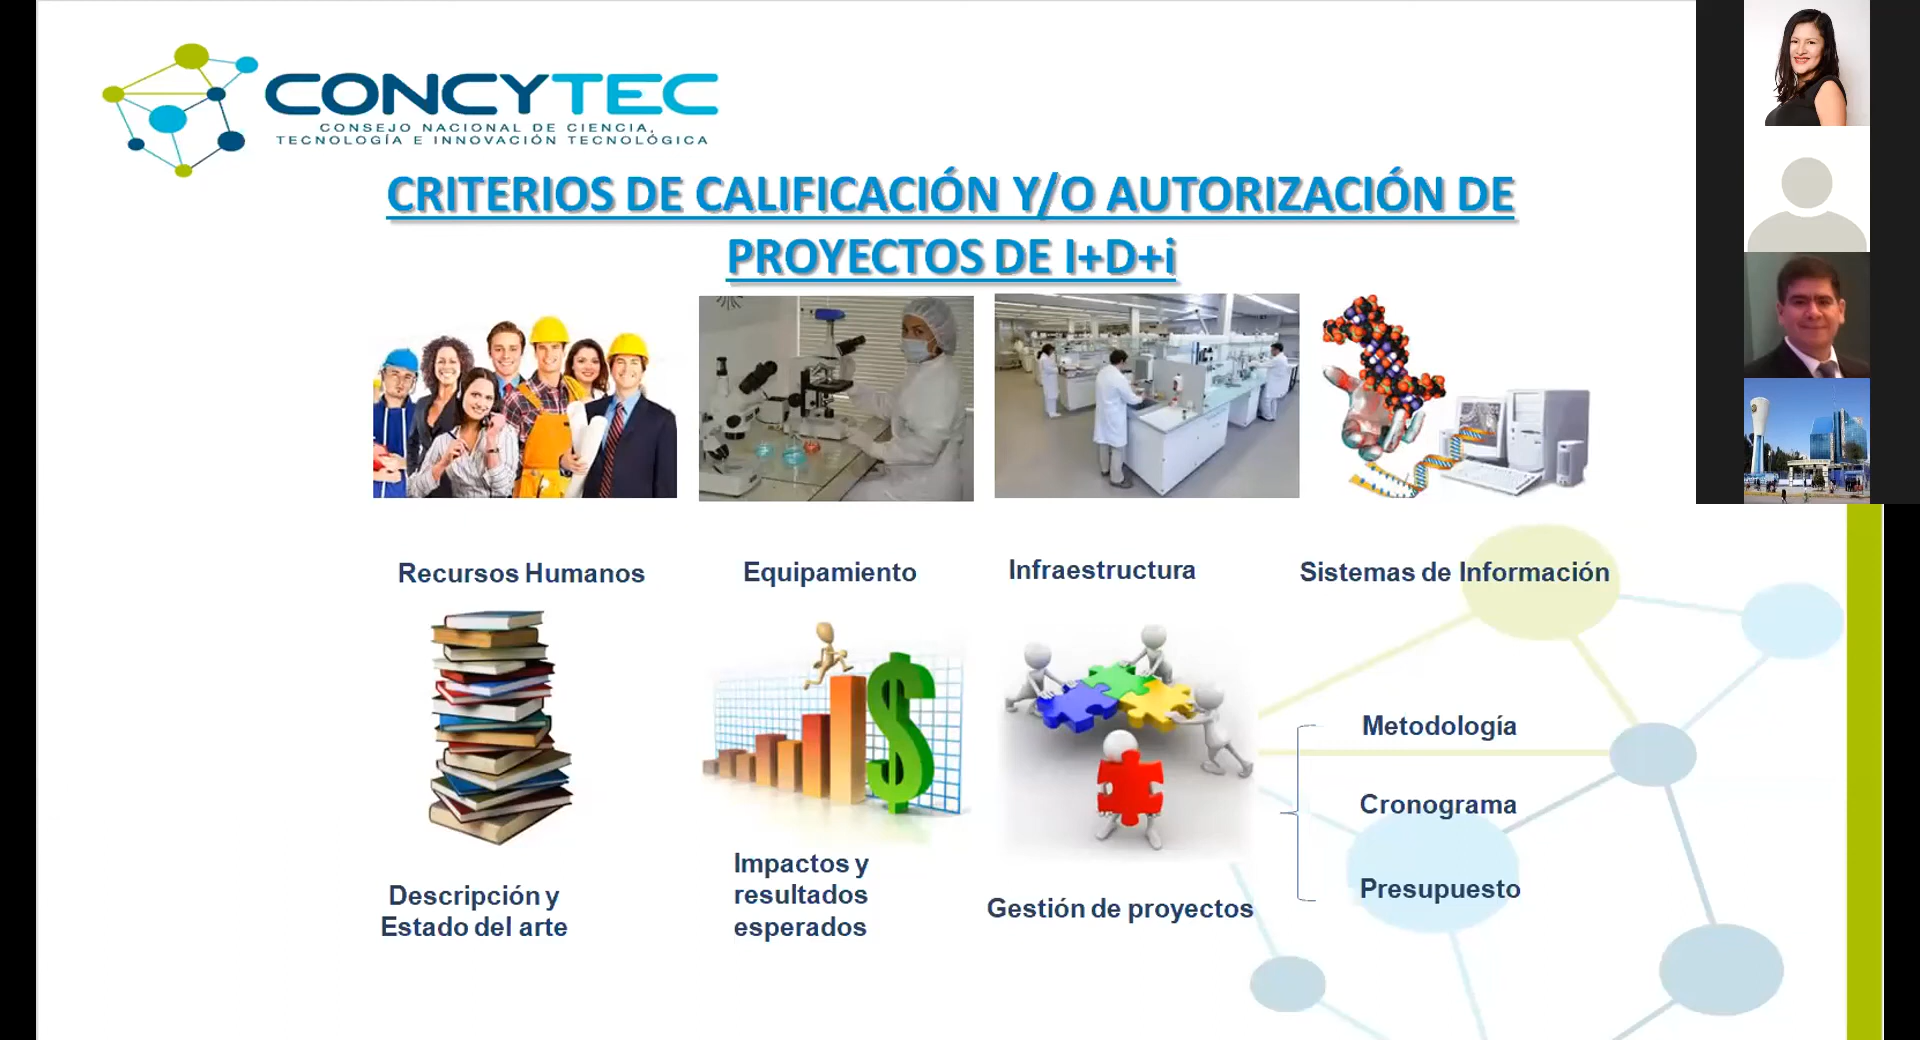 CONCYTEC
CONSEJO NACIONAL DE CIENCIA,
TECNOLOGÍA E INNOVACIÓN TECNOLÓGICA
CRITERIOS DE CALIFICACIÓN Y/O AUTORIZACIÓN DE
PROYECTOS DE I+D+i
Recursos Humanos
Equipamiento
Infraestructura
Sistemas de Información
Descripción y
Estado del arte
Impactos y
resultados
esperados
Gestión de proyectos
Metodología
Cronograma
Presupuesto